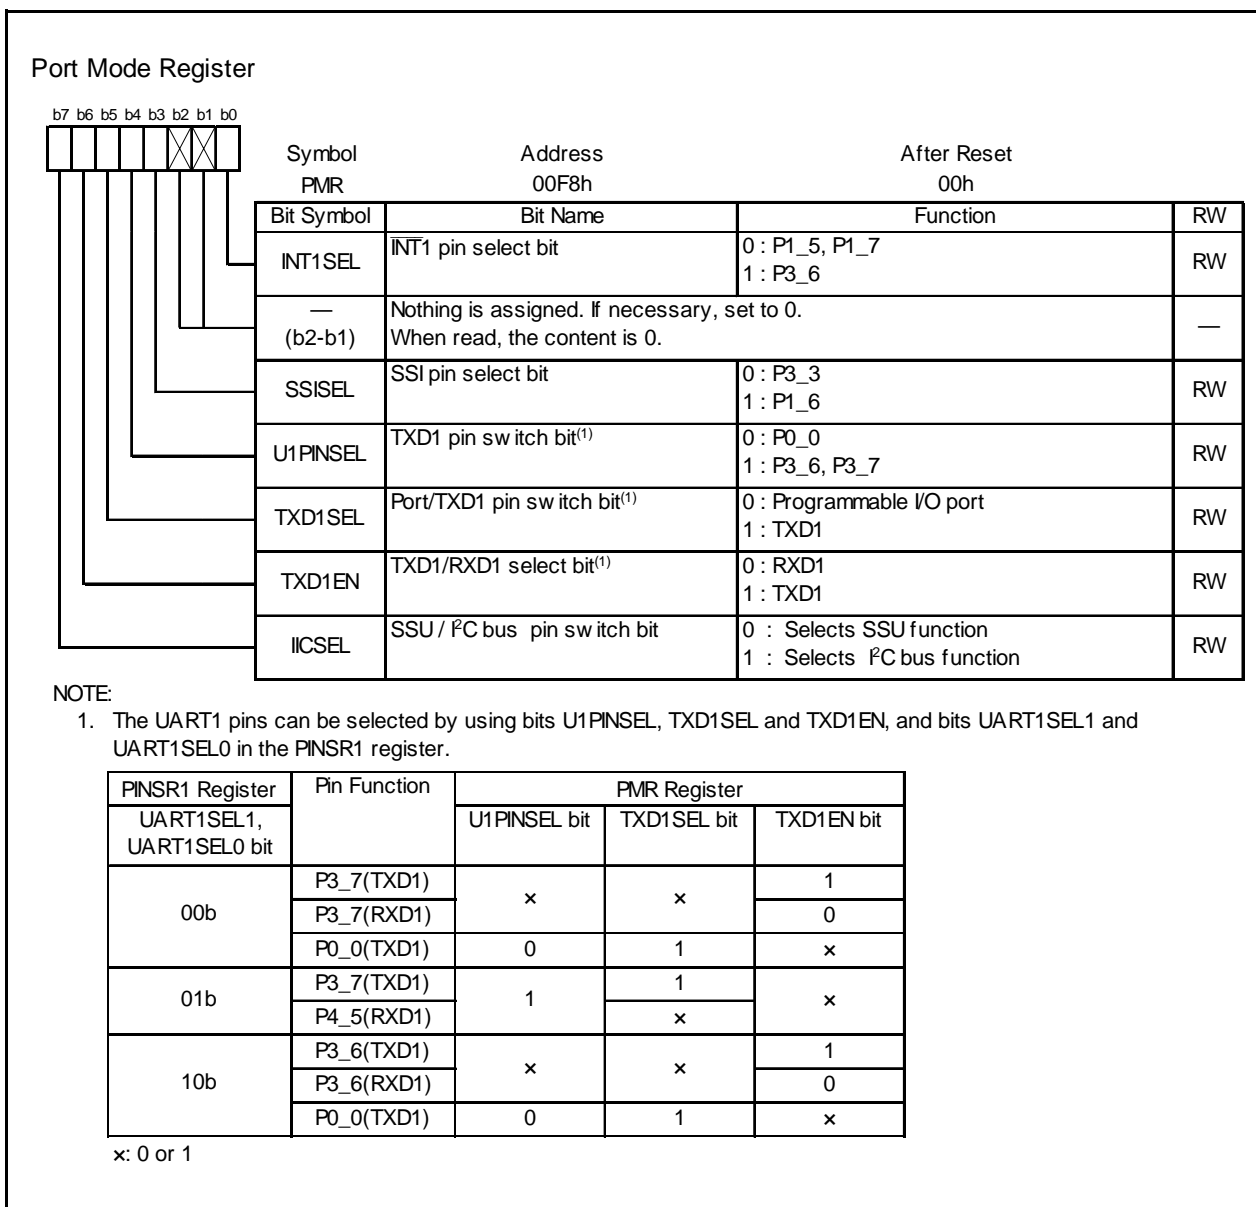 Port Mode Register
b7 b6 b5 b4 b3 b2 b1 b0
Symbol Address After Reset
PMR 00F8h 00h
Bit Symbol Bit Name Function RW
INT1SEL INT1 pin select bit 0 : P1_5, P1_7
1 : P3_6 RW
— (b2-b1) Nothing is assigned. If necessary, set to 0.
When read, the content is 0. —
SSISEL SSI pin select bit 0 : P3_3
1 : P1_6 RW
U1PINSEL TXD1 pin switch bit(1) 0 : P0_0
1 : P3_6, P3_7 RW
TXD1SEL Port/TXD1 pin switch bit(1) 0 : Programmable I/O port
1 : TXD1 RW
TXD1EN TXD1/RXD1 select bit(1) 0 : RXD1
1 : TXD1 RW
IICSEL SSU / I²C bus pin switch bit 0 : Selects SSU function
1 : Selects I²C bus function RW
NOTE:
1. The UART1 pins can be selected by using bits U1PINSEL, TXD1SEL and TXD1EN, and bits UART1SEL1 and
UART1SEL0 in the PINSR1 register.
PINSR1 Register Pin Function PMR Register
UART1SEL1, U1PINSEL bit TXD1SEL bit TXD1EN bit
UART1SEL0 bit
00b P3_7(TXD1) × × 1
P3_7(RXD1) 0
P0_0(TXD1) 0 1 ×
01b P3_7(TXD1) 1 1 ×
P4_5(RXD1) ×
10b P3_6(TXD1) × × 1
P3_6(RXD1) 0
P0_0(TXD1) 0 1 ×
×: 0 or 1